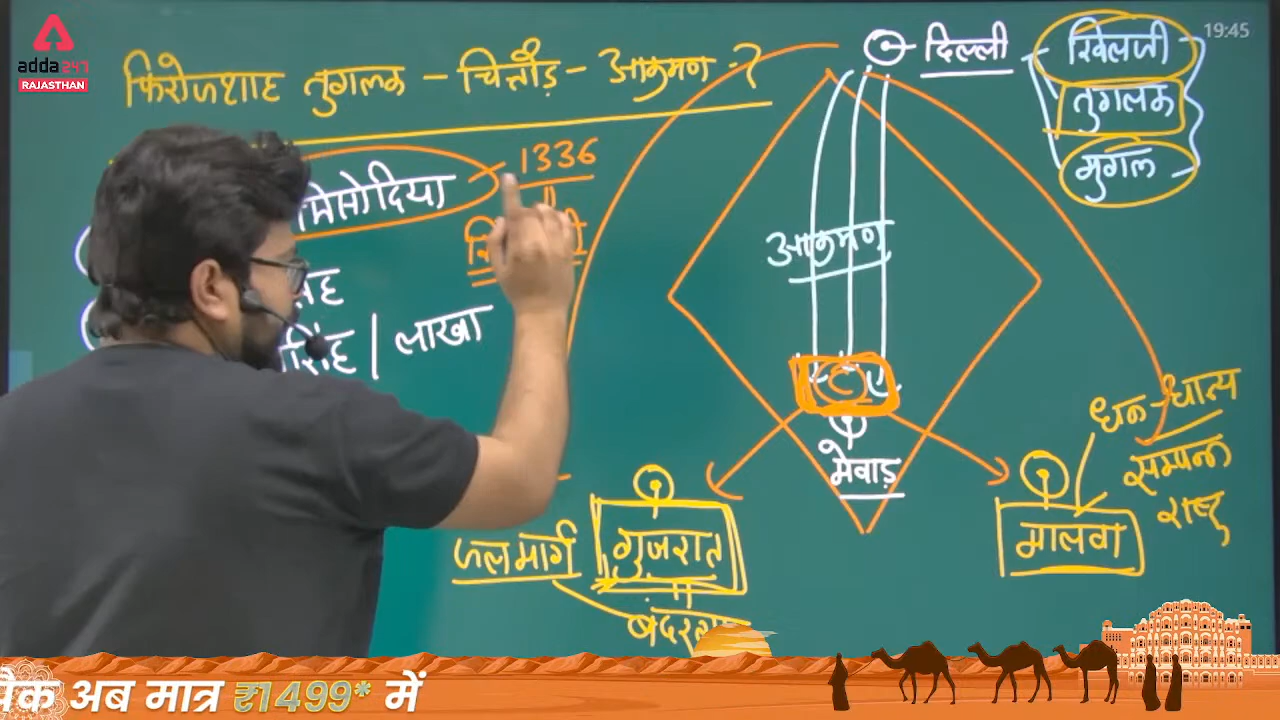 adda 247
RAJASTHAN
19:45
फिरोजशाह तुगलक - चित्तौड़ - आक्रमण - ?
दिल्ली
खिलजी
तुगलक
मुगल
1336
सिसोदिया
आक्रमण
सिंह | लाखा
मेवाड़
धन-धान्य
सम्पन्न
राष्ट्र
जलमार्ग
गुजरात
मालवा
पैक अब मात्र ₹1499* में